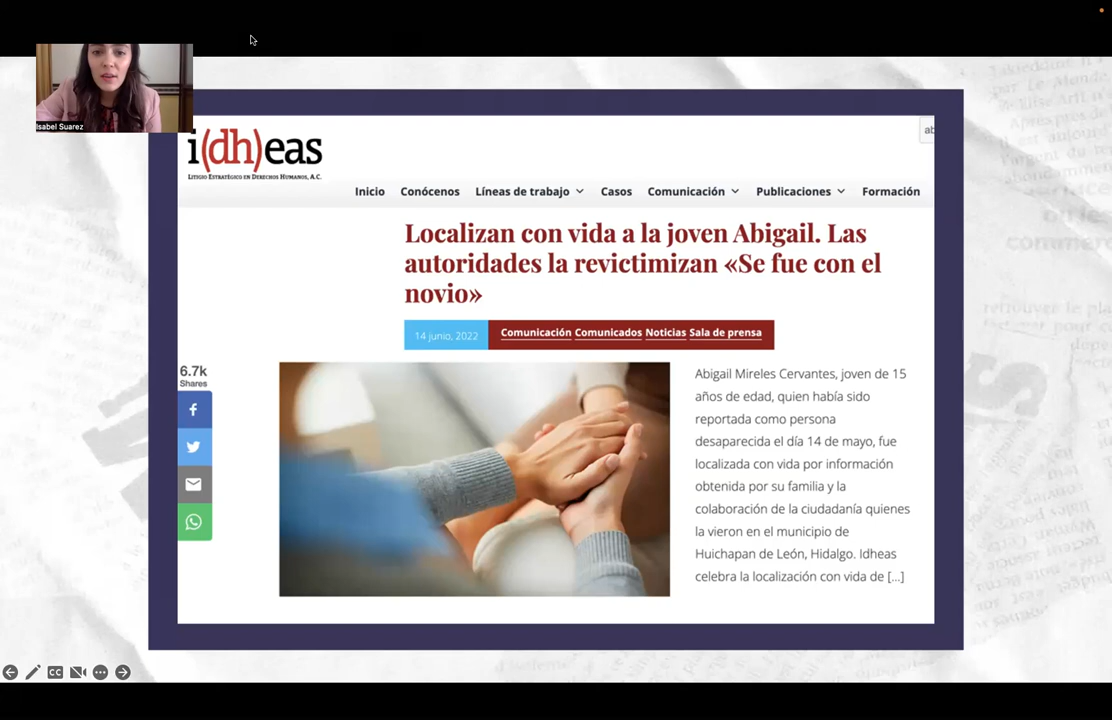 Isabel Suarez
i(dh)eas
LITIGIO ESTRATÉGICO EN DERECHOS HUMANOS, A.C.
ab
Inicio Conócenos Líneas de trabajo Casos Comunicación Publicaciones Formación
Localizan con vida a la joven Abigail. Las
autoridades la revictimizan «Se fue con el
novio»
14 junio, 2022 Comunicación Comunicados Noticias Sala de prensa
6.7k
Shares
Abigail Mireles Cervantes, joven de 15
años de edad, quien había sido
reportada como persona
desaparecida el día 14 de mayo, fue
localizada con vida por información
obtenida por su familia y la
colaboración de la ciudadanía quienes
la vieron en el municipio de
Huichapan de León, Hidalgo. Idheas
celebra la localización con vida de [...]
CC